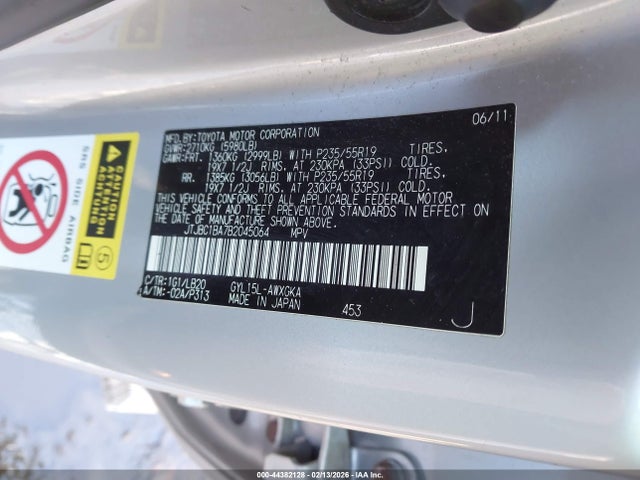 06/11
MFD.BY:TOYOTA MOTOR CORPORATION
GVWR:2710KG (5980LB)
GAWR:FRT. 1360KG (2999LB) WITH P235/55R19 TIRES.
19X7 1/2J RIMS. AT 230KPA (33PSI) COLD.
RR. 1385KG (3056LB) WITH P235/55R19 TIRES.
19X7 1/2J RIMS. AT 230KPA (33PSI) COLD.
THIS VEHICLE CONFORMS TO ALL APPLICABLE FEDERAL MOTOR
VEHICLE SAFETY AND THEFT PREVENTION STANDARDS IN EFFECT ON
THE DATE OF MANUFACTURE SHOWN ABOVE.
JTJBC1BA7B2045064 MPV
C/TR:1G1/LB20 GYL15L-AWXGKA
A/TM:-02A/P313 MADE IN JAPAN 453 J
CAUTION
SRS SIDE AIRBAG
000-44382128 - 02/13/2026 - IAAI.CA